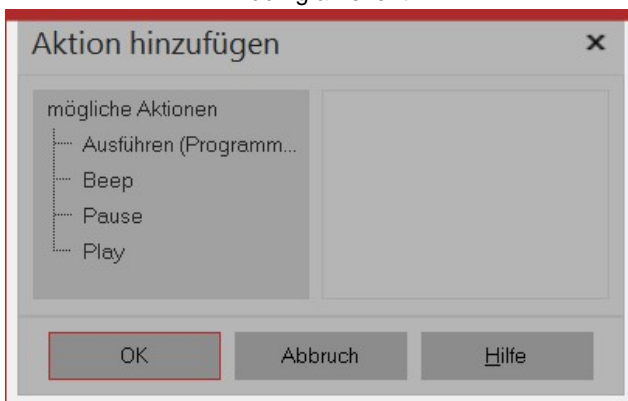 Aktion hinzufügen
mögliche Aktionen
Ausführen (Programm...
Beep
Pause
Play
OK
Abbruch
Hilfe